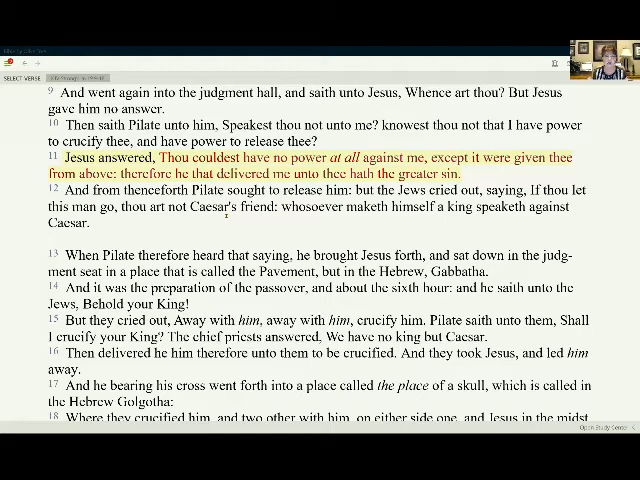 Bible by Olive Tree
SELECT VERSE
9 And went again into the judgment hall, and saith unto Jesus, Whence art thou? But Jesus
gave him no answer.
10 Then saith Pilate unto him, Speakest thou not unto me? knowest thou not that I have power
to crucify thee, and have power to release thee?
11 Jesus answered, Thou couldest have no power at all against me, except it were given thee
from above: therefore he that delivered me unto thee hath the greater sin.
12 And from thenceforth Pilate sought to release him: but the Jews cried out, saying, If thou let
this man go, thou art not Caesar's friend: whosoever maketh himself a king speaketh against
Caesar.
13 When Pilate therefore heard that saying, he brought Jesus forth, and sat down in the judg-
ment seat in a place that is called the Pavement, but in the Hebrew, Gabbatha.
14 And it was the preparation of the passover, and about the sixth hour: and he saith unto the
Jews, Behold your King!
15 But they cried out, Away with him, away with him, crucify him. Pilate saith unto them, Shall
I crucify your King? The chief priests answered, We have no king but Caesar.
16 Then delivered he him therefore unto them to be crucified. And they took Jesus, and led him
away.
17 And he bearing his cross went forth into a place called the place of a skull, which is called in
the Hebrew Golgotha:
18 Where they crucified him, and two other with him, on either side one, and Jesus in the midst
Open Study Center